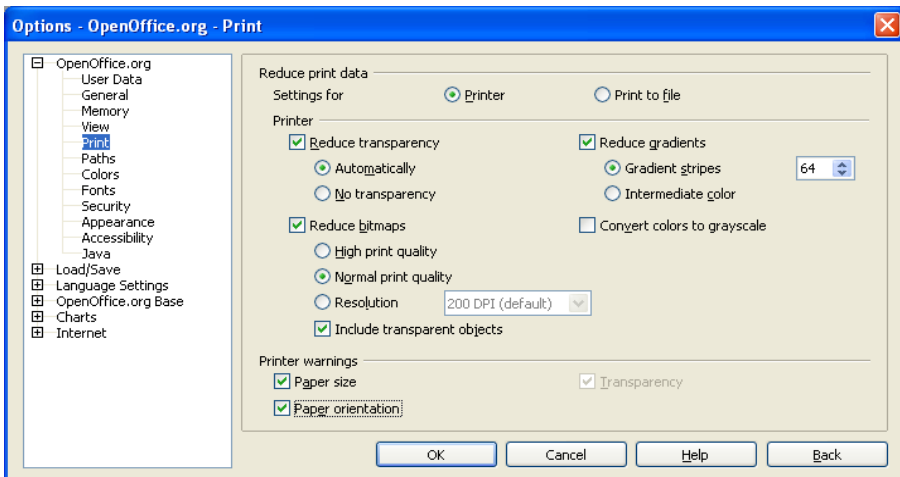 Options - OpenOffice.org - Print
OpenOffice.org
User Data
General
Memory
View
Print
Paths
Colors
Fonts
Security
Appearance
Accessibility
Java
Load/Save
Language Settings
OpenOffice.org Base
Charts
Internet
Reduce print data
Settings for Printer Print to file
Printer
Reduce transparency Reduce gradients
Automatically Gradient stripes 64
No transparency Intermediate color
Reduce bitmaps Convert colors to grayscale
High print quality
Normal print quality
Resolution 200 DPI (default)
Include transparent objects
Printer warnings
Paper size Transparency
Paper orientation
OK Cancel Help Back